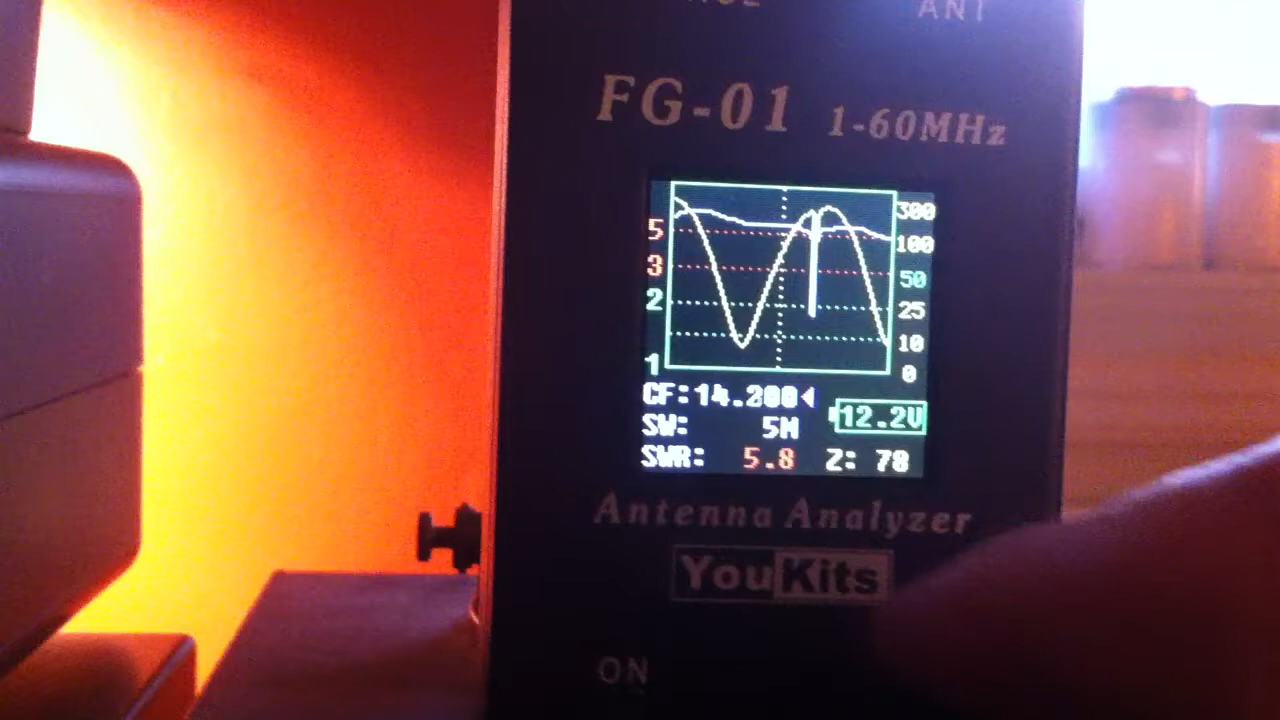 ANT
FG-01 1-60MHz
300
5 100
3 50
2 25
10
1 0
CF:14.200
SW: 5M 12.2V
SWR: 5.8 Z: 78
Antenna Analyzer
YouKits
ON